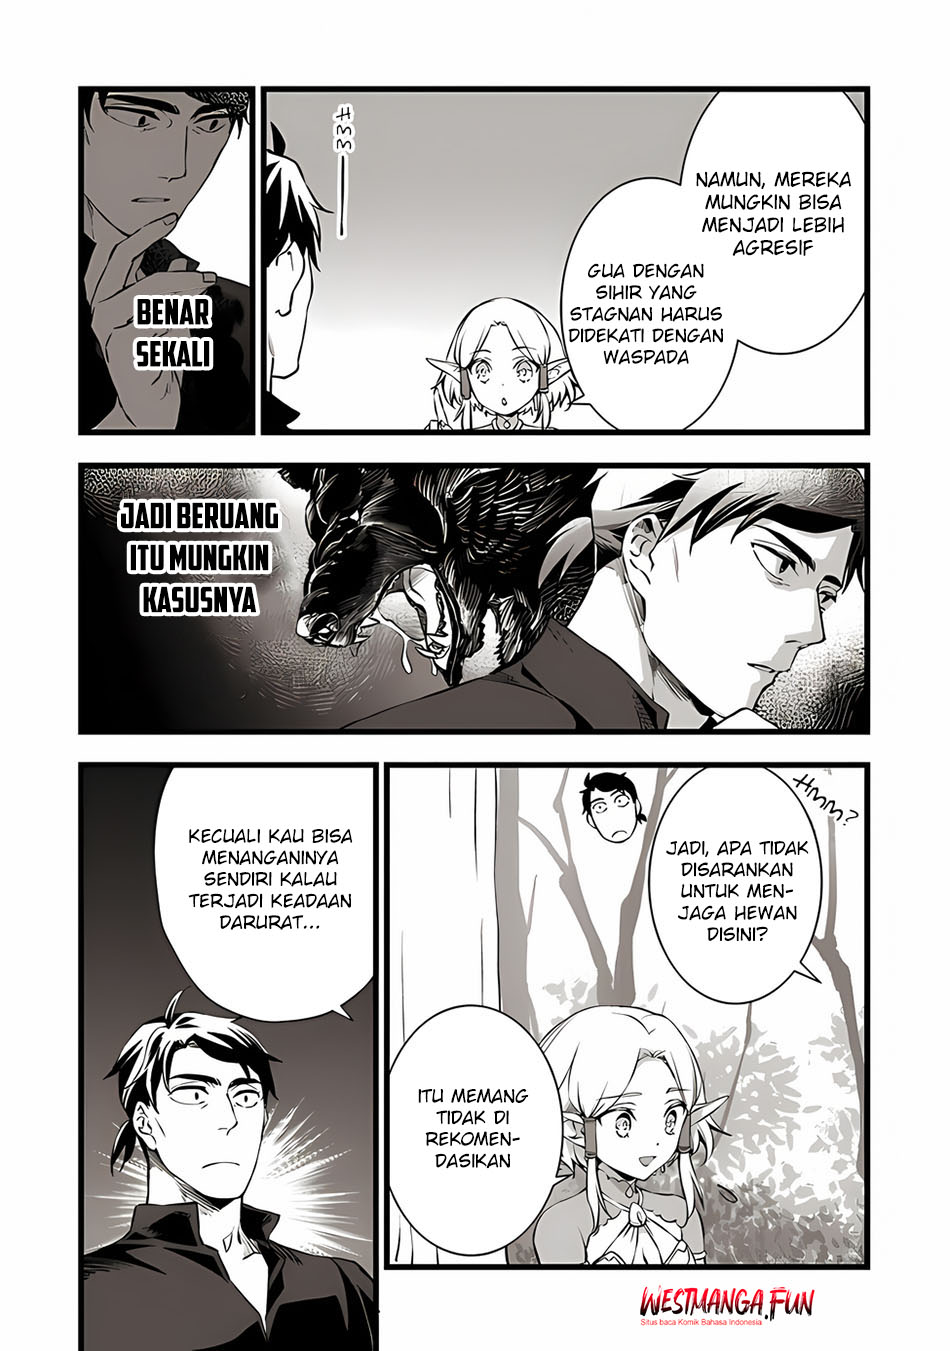 NAMUN, MEREKA
MUNGKIN BISA
MENJADI LEBIH
AGRESIF
GUA DENGAN
SIHIR YANG
STAGNAN HARUS
DIDEKATI DENGAN
WASPADA
BENAR
SEKALI
JADI BERUANG
ITU MUNGKIN
KASUSNYA
HMM?
JADI, APA TIDAK
DISARANKAN
UNTUK MEN-
JAGA HEWAN
DISINI?
ITU MEMANG
TIDAK DI
REKOMEN-
DASIKAN
KECUALI KAU BISA
MENANGANINYA
SENDIRI KALAU
TERJADI KEADAAN
DARURAT...
WESTMANGA.FUN
Situs baca Komik Bahasa Indonesia